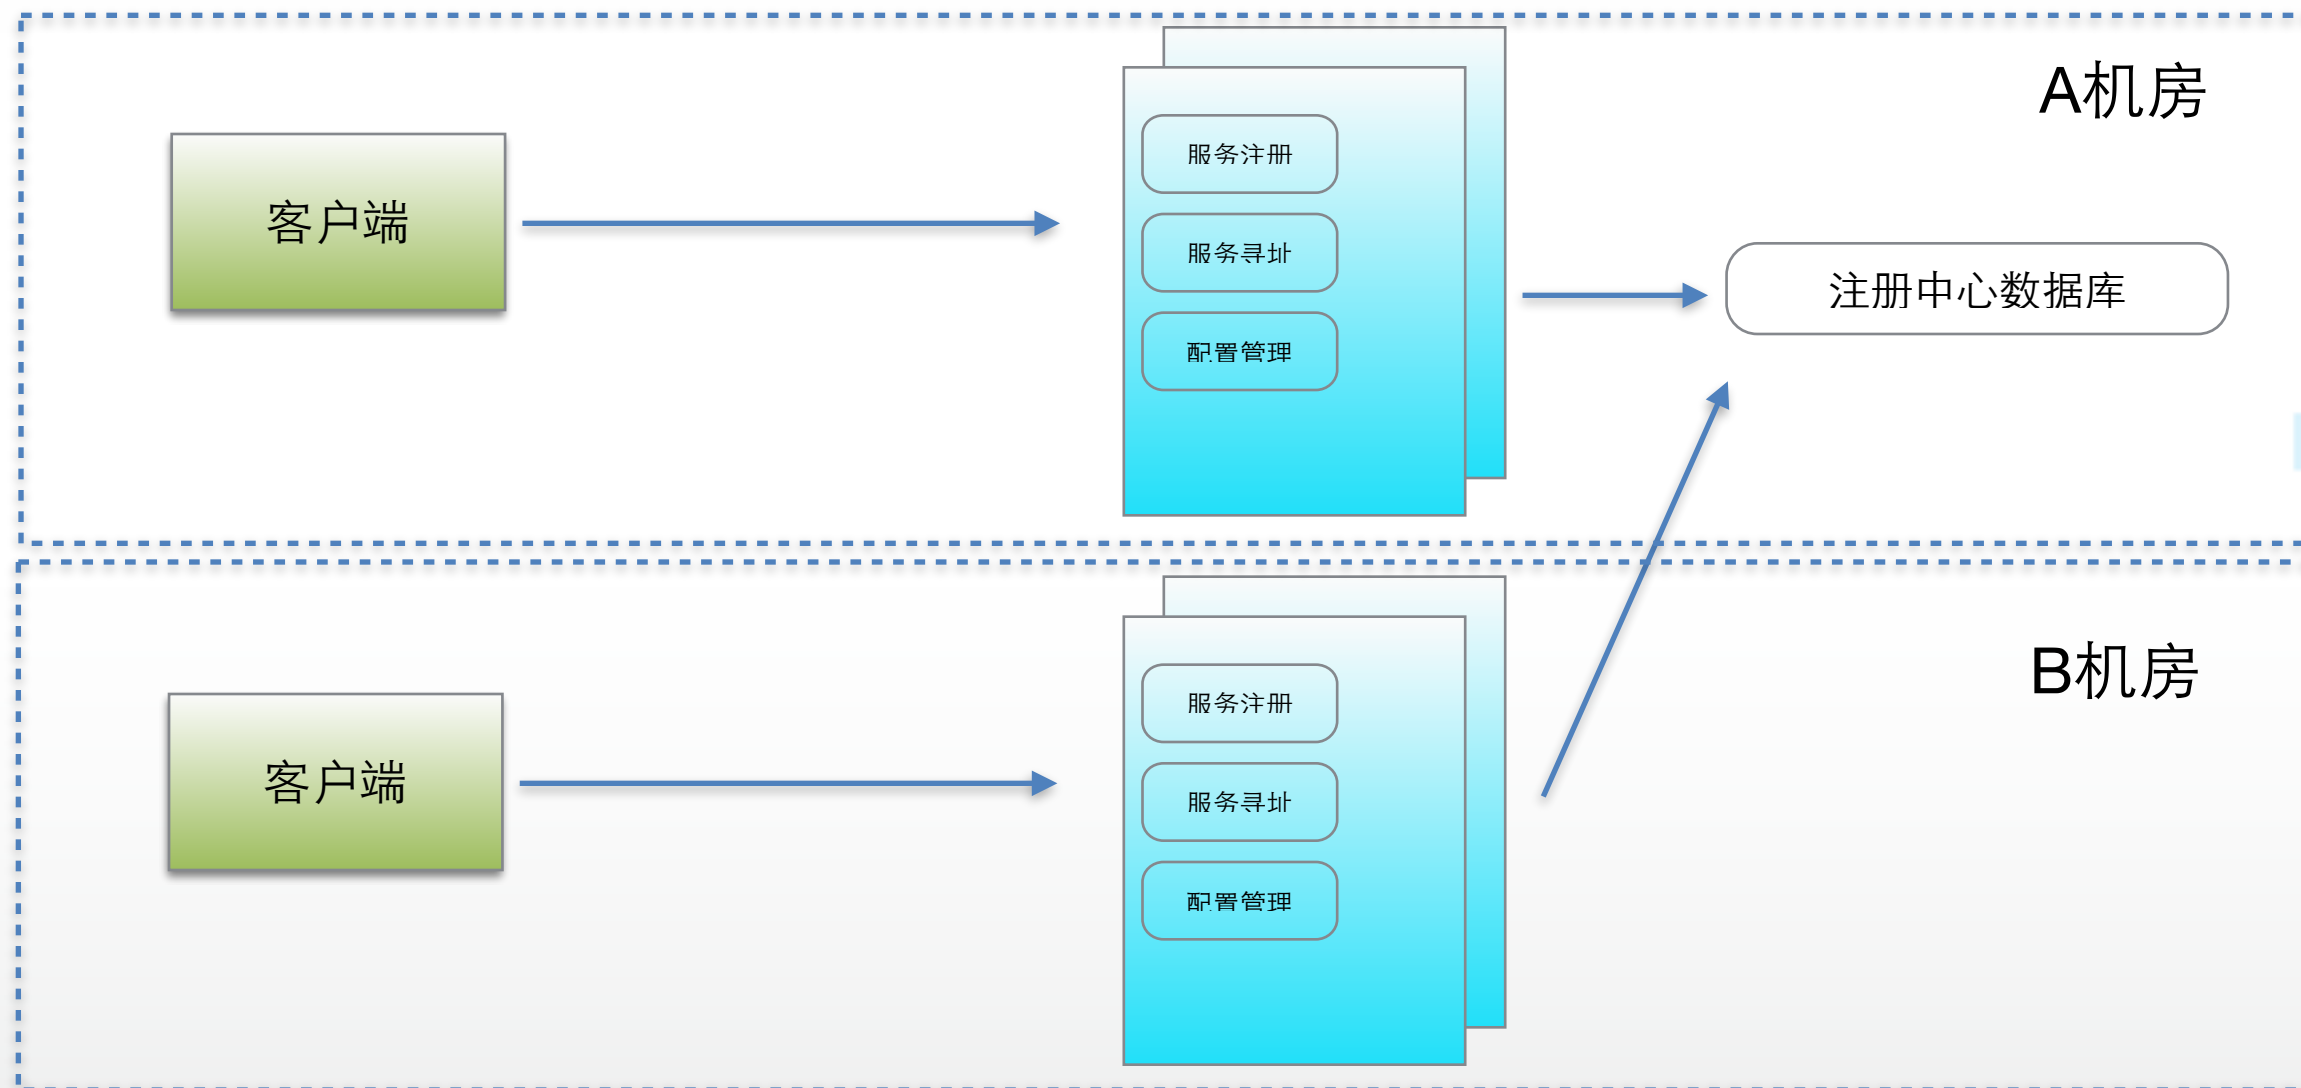 A机房
客户端
服务注册
服务寻址
配置管理
注册中心数据库
B机房
客户端
服务注册
服务寻址
配置管理